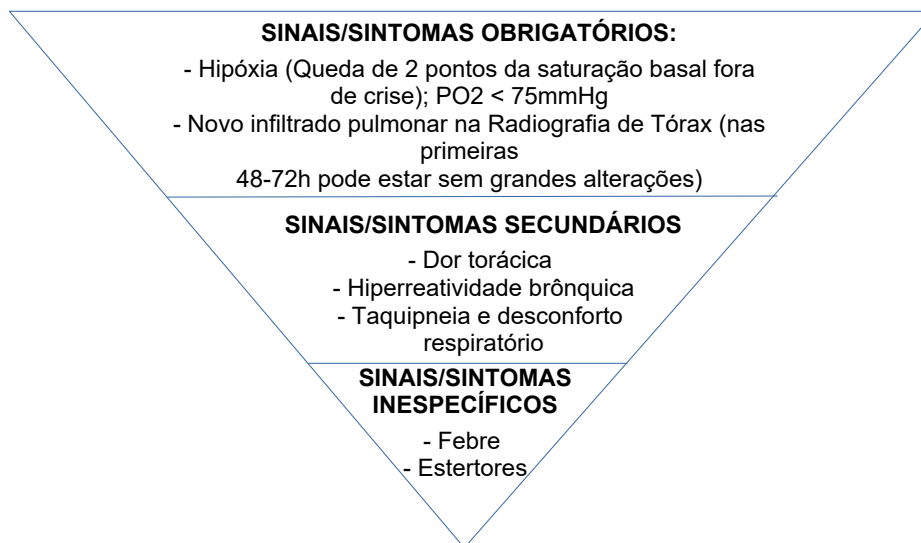 SINAIS/SINTOMAS OBRIGATÓRIOS:
- Hipóxia (Queda de 2 pontos da saturação basal fora
de crise); PO2 < 75mmHg
- Novo infiltrado pulmonar na Radiografia de Tórax (nas
primeiras
48-72h pode estar sem grandes alterações)
SINAIS/SINTOMAS SECUNDÁRIOS
- Dor torácica
- Hiperreatividade brônquica
- Taquipneia e desconforto
respiratório
SINAIS/SINTOMAS
INESPECÍFICOS
- Febre
- Estertores